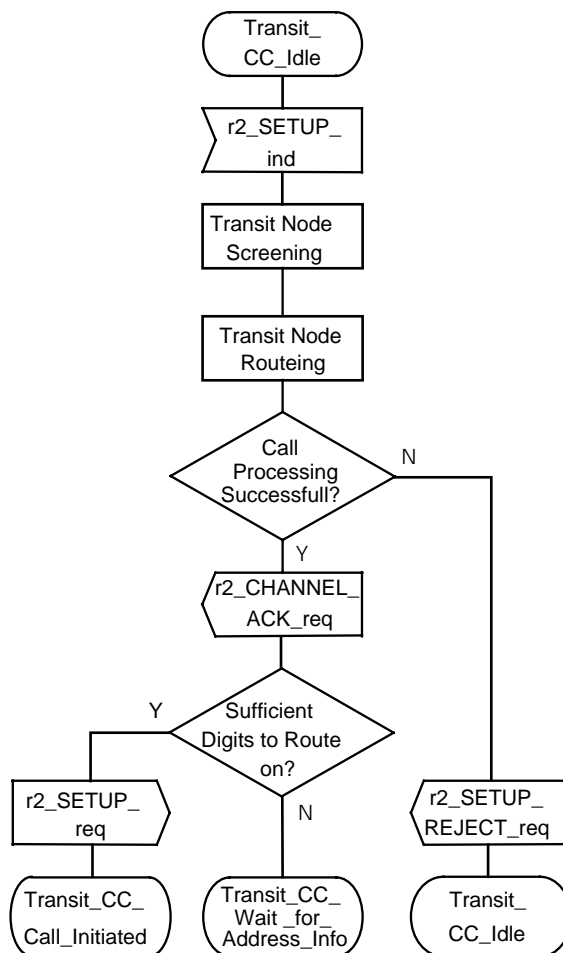 Transit_
CC_Idle
r2_SETUP_
ind
Transit Node
Screening
Transit Node
Routeing
Call
Processing
Successfull?
N
Y
r2_CHANNEL_
ACK_req
Y
Sufficient
Digits to Route
on?
N
r2_SETUP_
req
r2_SETUP_
REJECT_req
Transit_CC_
Call_Initiated
Transit_CC_
Wait _for_
Address_Info
Transit_
CC_Idle